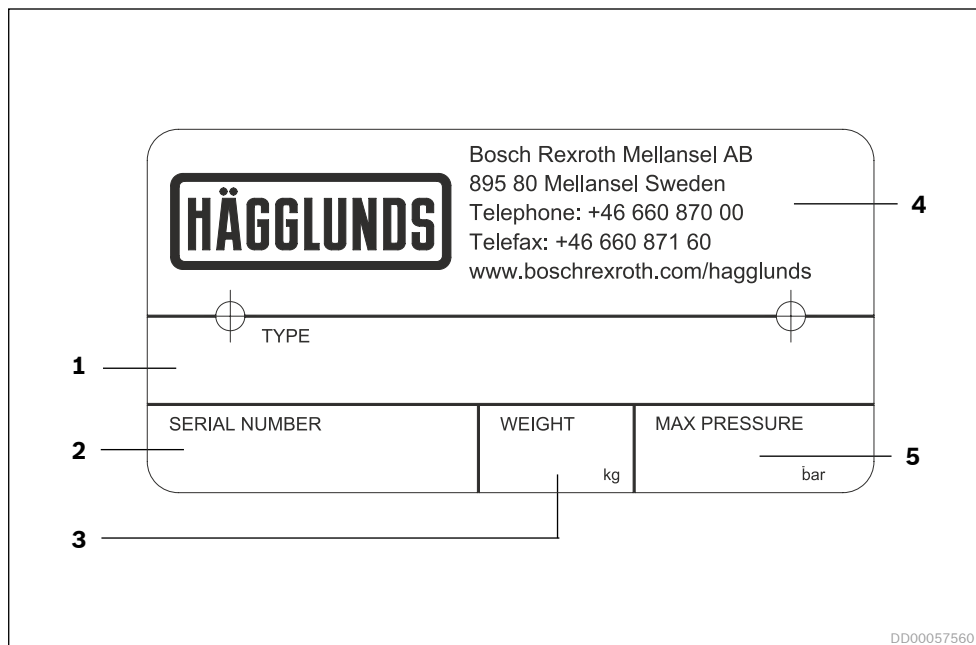 HÄGGLUNDS
Bosch Rexroth Mellansel AB
895 80 Mellansel Sweden
Telephone: +46 660 870 00
Telefax: +46 660 871 60
www.boschrexroth.com/hagglunds
4
TYPE
1
SERIAL NUMBER
2
WEIGHT
kg
3
MAX PRESSURE
bar
5
DD00057560